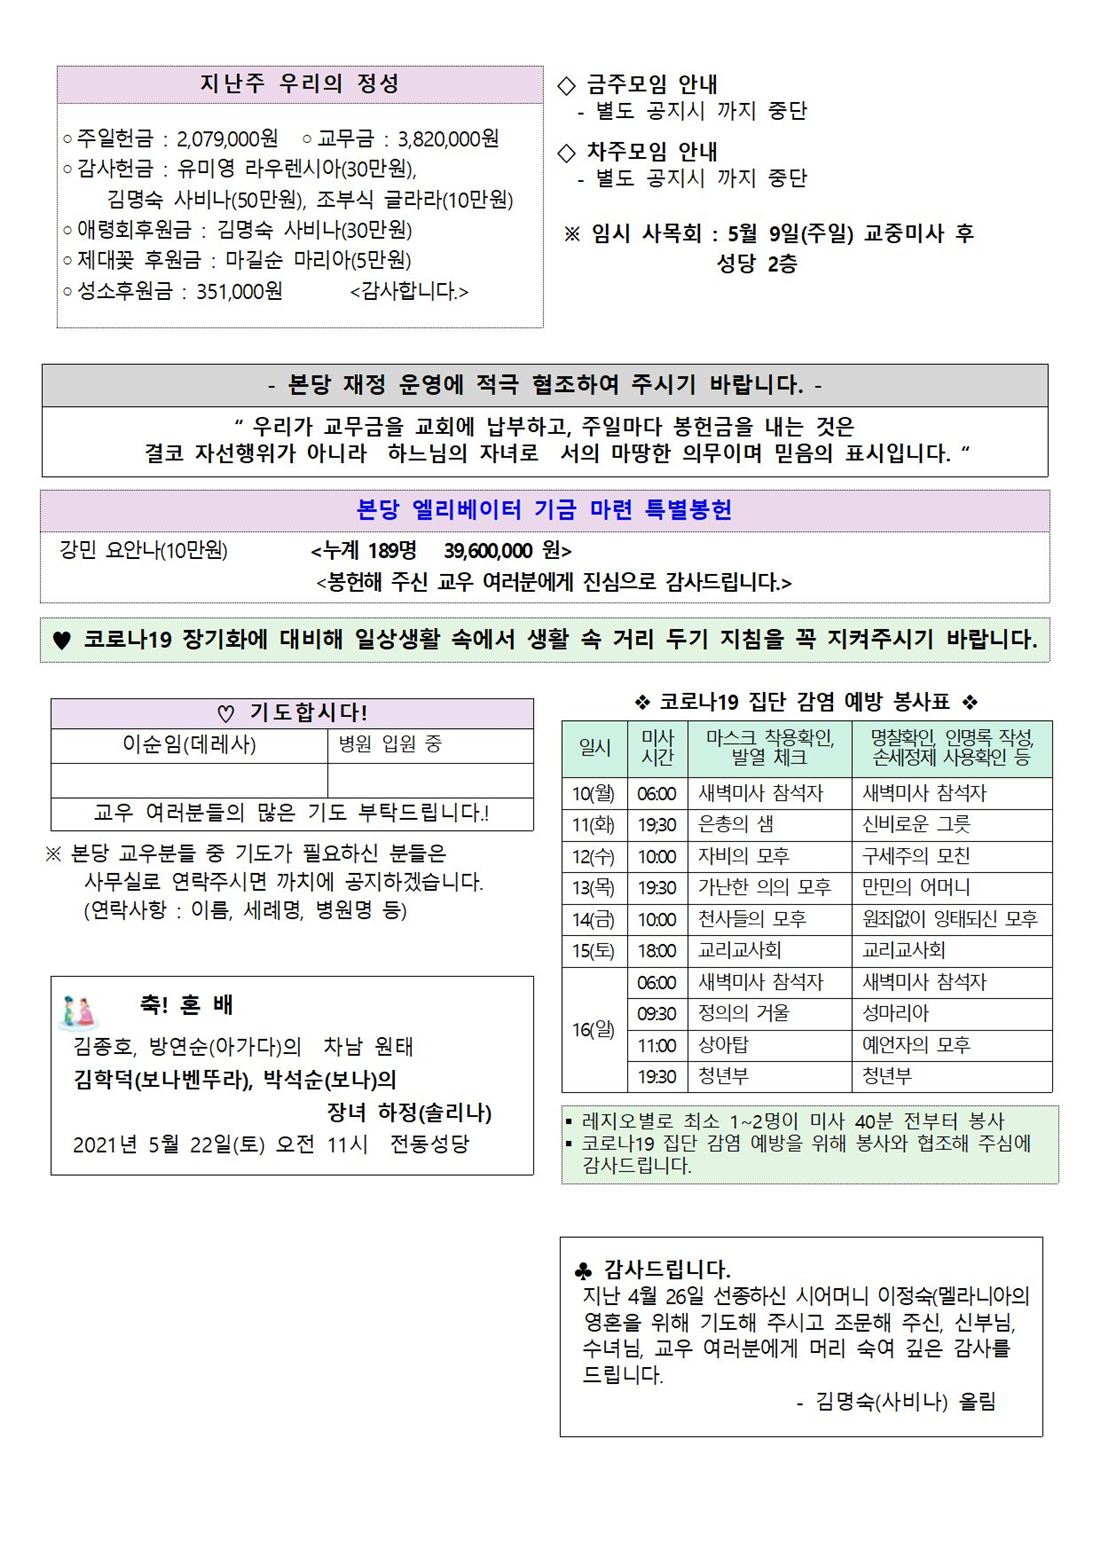 지난주 우리의 정성
○ 주일헌금 : 2,079,000원 ○ 교무금 : 3,820,000원
○ 감사헌금 : 유미영 라우렌시아(30만원),
김명숙 사비나(50만원), 조부식 글라라(10만원)
○ 애령회후원금 : 김명숙 사비나(30만원)
○ 제대꽃 후원금 : 마길순 마리아(5만원)
○ 성소후원금 : 351,000원 <감사합니다.>
◇ 금주모임 안내
- 별도 공지시 까지 중단
◇ 차주모임 안내
- 별도 공지시 까지 중단
※ 임시 사목회 : 5월 9일(주일) 교중미사 후
성당 2층
- 본당 재정 운영에 적극 협조하여 주시기 바랍니다. -
“ 우리가 교무금을 교회에 납부하고, 주일마다 봉헌금을 내는 것은
결코 자선행위가 아니라 하느님의 자녀로 서의 마땅한 의무이며 믿음의 표시입니다. “
본당 엘리베이터 기금 마련 특별봉헌
강민 요안나(10만원) <누계 189명 39,600,000 원>
<봉헌해 주신 교우 여러분에게 진심으로 감사드립니다.>
♥ 코로나19 장기화에 대비해 일상생활 속에서 생활 속 거리 두기 지침을 꼭 지켜주시기 바랍니다.
♡ 기도합시다!
이순임(데레사) 병원 입원 중
교우 여러분들의 많은 기도 부탁드립니다.!
※ 본당 교우분들 중 기도가 필요하신 분들은
사무실로 연락주시면 까치에 공지하겠습니다.
(연락사항 : 이름, 세례명, 병원명 등)
축! 혼 배
김종호, 방연순(아가다)의 차남 원태
김학덕(보나벤뚜라), 박석순(보나)의
장녀 하정(솔리나)
2021년 5월 22일(토) 오전 11시 전동성당
❖ 코로나19 집단 감염 예방 봉사표 ❖
일시 미사 시간 마스크 착용확인, 발열 체크 명찰확인, 인명록 작성, 손세정제 사용확인 등
10(월) 06:00 새벽미사 참석자 새벽미사 참석자
11(화) 19;30 은총의 샘 신비로운 그릇
12(수) 10:00 자비의 모후 구세주의 모친
13(목) 19:30 가난한 의의 모후 만민의 어머니
14(금) 10:00 천사들의 모후 원죄없이 잉태되신 모후
15(토) 18:00 교리교사회 교리교사회
16(일) 06:00 새벽미사 참석자 새벽미사 참석자
09:30 정의의 거울 성마리아
11:00 상아탑 예언자의 모후
19:30 청년부 청년부
▪ 레지오별로 최소 1~2명이 미사 40분 전부터 봉사
▪ 코로나19 집단 감염 예방을 위해 봉사와 협조해 주심에
감사드립니다.
♣ 감사드립니다.
지난 4월 26일 선종하신 시어머니 이정숙(멜라니아의
영혼을 위해 기도해 주시고 조문해 주신, 신부님,
수녀님, 교우 여러분에게 머리 숙여 깊은 감사를
드립니다.
- 김명숙(사비나) 올림